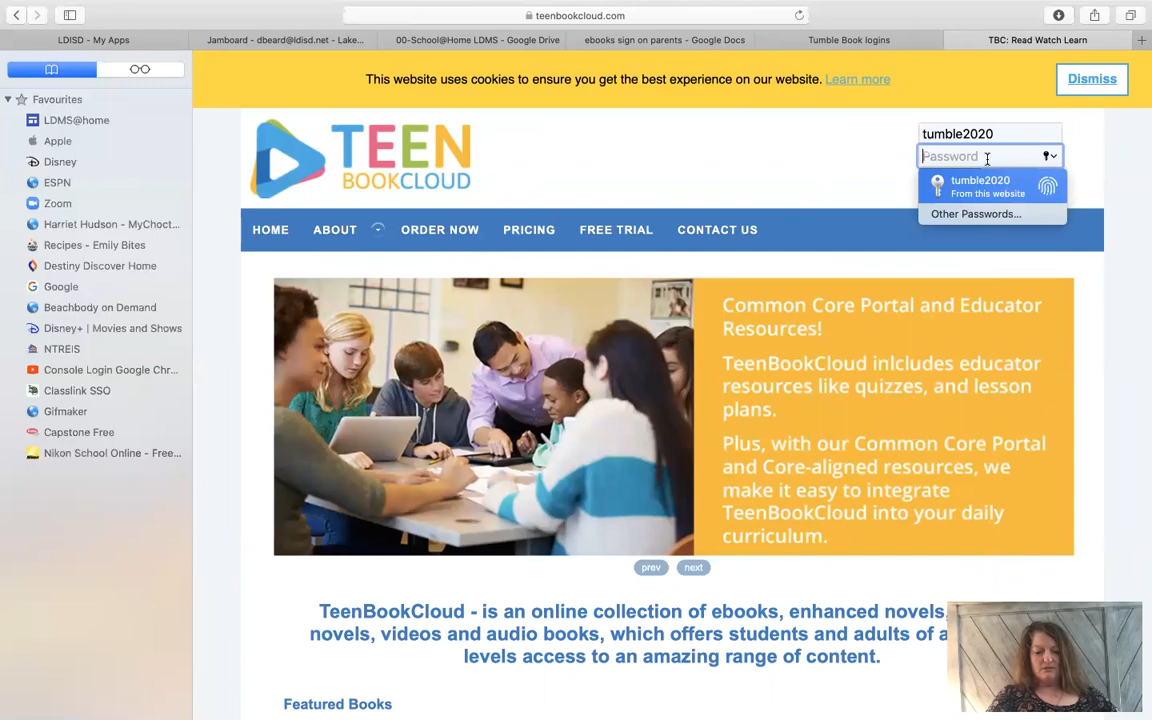 teenbookcloud.com
LDISD - My Apps
Jamboard - dbeard@ldisd.net - Lake...
00-School@Home LDMS - Google Drive
ebooks sign on parents - Google Docs
Tumble Book logins
TBC: Read Watch Learn
This website uses cookies to ensure you get the best experience on our website. Learn more
Dismiss
Favourites
LDMS@home
Apple
Disney
ESPN
Zoom
Harriet Hudson - MyChoct...
Recipes - Emily Bites
Destiny Discover Home
Google
Beachbody on Demand
Disney+ | Movies and Shows
NTREIS
Console Login Google Chr...
Classlink SSO
Gifmaker
Capstone Free
Nikon School Online - Free...
TEEN
BOOKCLOUD
tumble2020
Password
tumble2020
From this website
Other Passwords...
HOME ABOUT ORDER NOW PRICING FREE TRIAL CONTACT US
Common Core Portal and Educator
Resources!
TeenBookCloud inlcludes educator
resources like quizzes, and lesson
plans.
Plus, with our Common Core Portal
and Core-aligned resources, we
make it easy to integrate
TeenBookCloud into your daily
curriculum.
prev next
TeenBookCloud - is an online collection of ebooks, enhanced novels,
novels, videos and audio books, which offers students and adults of a
levels access to an amazing range of content.
Featured Books